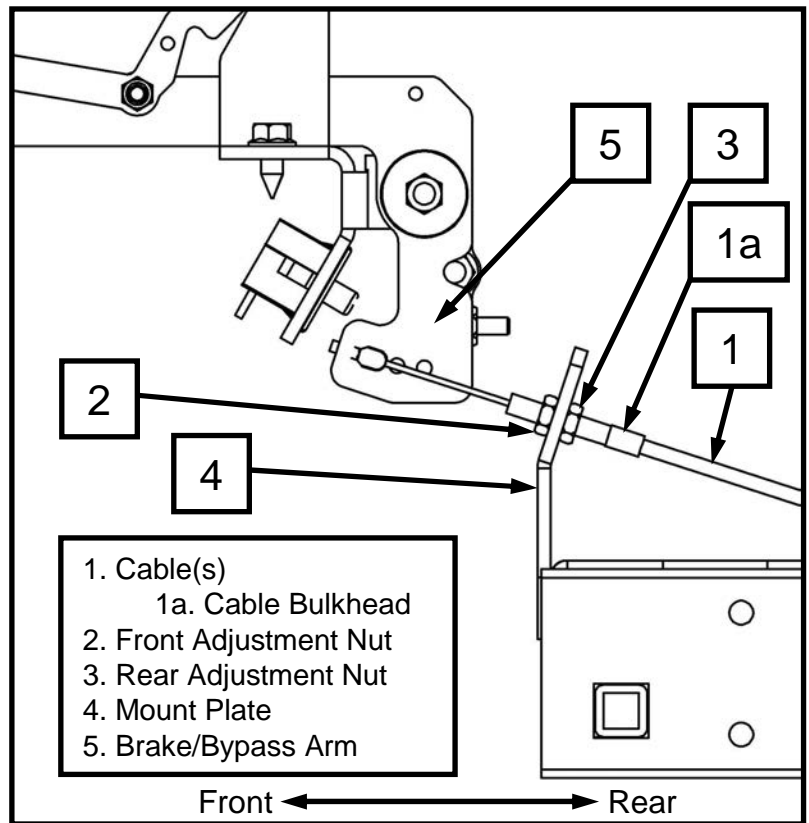 5
3
1a
1
2
4
1. Cable(s)
1a. Cable Bulkhead
2. Front Adjustment Nut
3. Rear Adjustment Nut
4. Mount Plate
5. Brake/Bypass Arm
Front Rear